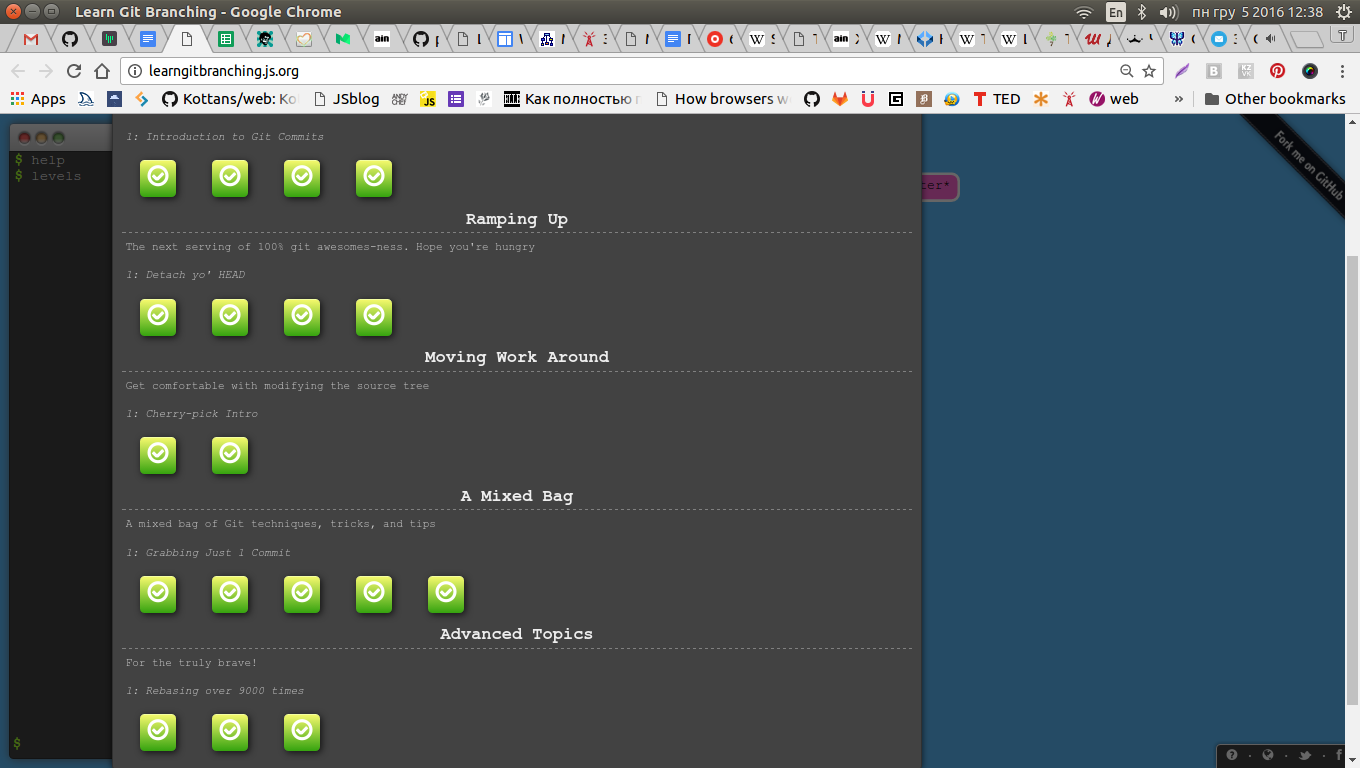 Learn Git Branching - Google Chrome
En
пн гру 5 2016 12:38
learngitbranching.js.org
Apps
Kottans/web: Ko
JSblog
JS
Как полностью
How browsers w
TED
web
»
Other bookmarks
$ help
$ levels
1: Introduction to Git Commits
ter*
Fork me on GitHub
Ramping Up
The next serving of 100% git awesomes-ness. Hope you're hungry
1: Detach yo' HEAD
Moving Work Around
Get comfortable with modifying the source tree
1: Cherry-pick Intro
A Mixed Bag
A mixed bag of Git techniques, tricks, and tips
1: Grabbing Just 1 Commit
Advanced Topics
For the truly brave!
1: Rebasing over 9000 times
$